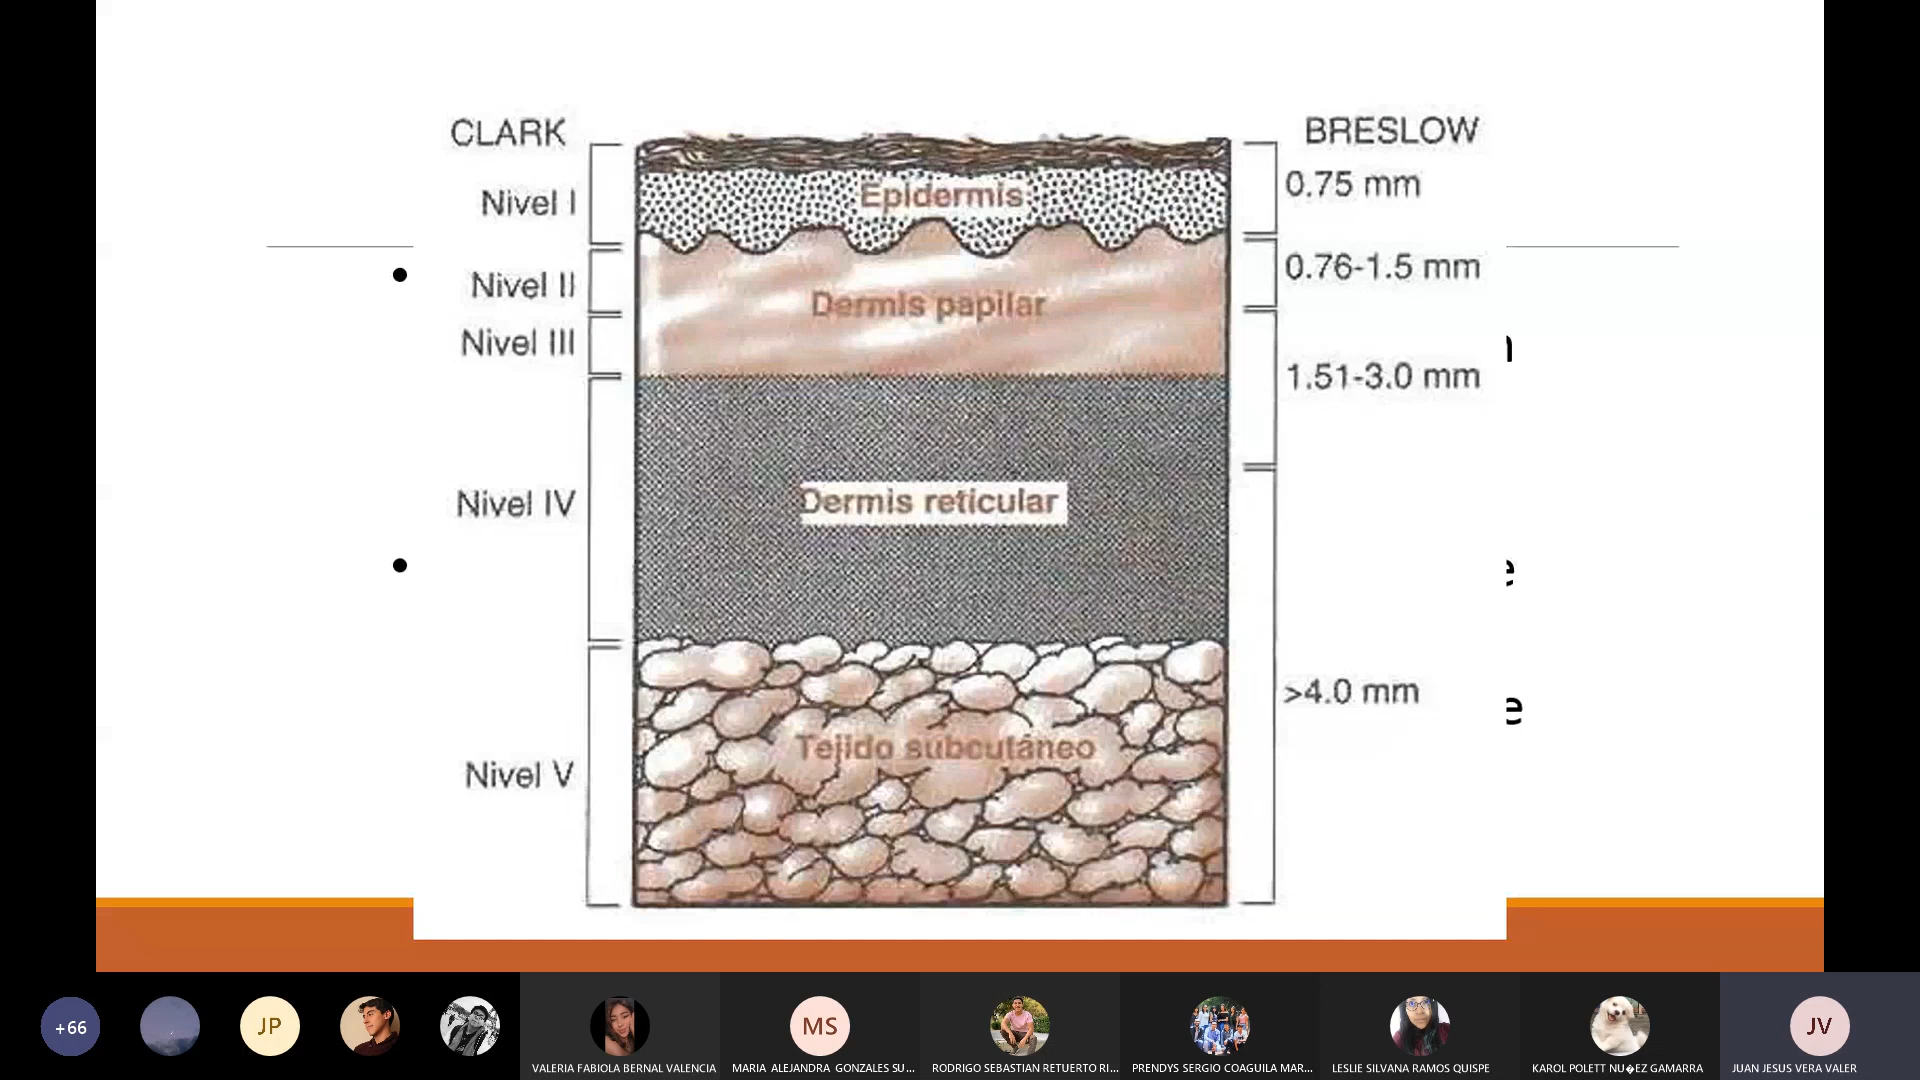 CLARK
BRESLOW
Nivel I
Epidermis
0.75 mm
Nivel II
Dermis papilar
0.76-1.5 mm
Nivel III
1.51-3.0 mm
Nivel IV
Dermis reticular
e
>4.0 mm
e
Tejido subcutáneo
Nivel V
+66
JP
MS
JV
VALERIA FABIOLA BERNAL VALENCIA
MARIA ALEJANDRA GONZALES SU...
RODRIGO SEBASTIAN RETUERTO RI...
PRENDYS SERGIO COAGUILA MAR...
LESLIE SILVANA RAMOS QUISPE
KAROL POLETT NU�EZ GAMARRA
JUAN JESUS VERA VALER